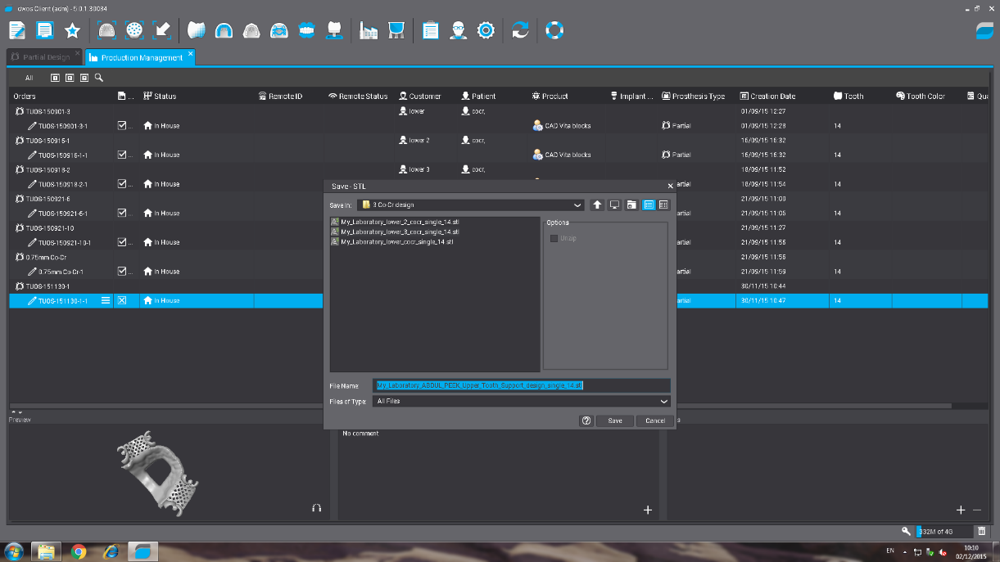 dwos Client (adm) - 5.0.1.30084
Partial Design
Production Management
All
Orders ... Status Remote ID Remote Status Customer Patient Product Implant ... Prosthesis Type Creation Date Tooth Tooth Color Qua
TUOS-150901-3 lower cocr, 01/09/15 12:27
TUOS-150901-3-1 ... In House CAD Vita blocks Partial 01/09/15 12:28 14
TUOS-150916-1 lower 2 cocr, 16/09/15 16:32
TUOS-150916-1-1 ... In House CAD Vita blocks Partial 16/09/15 16:32 14
TUOS-150918-2 lower 3 cocr, 18/09/15 11:52
TUOS-150918-2-1 ... In House 18/09/15 11:54 14
TUOS-150921-6 21/09/15 11:00
TUOS-150921-6-1 ... In House 21/09/15 11:05 14
TUOS-150921-10 21/09/15 11:27
TUOS-150921-10-1 ... In House 21/09/15 11:55 14
0.75mm Co-Cr 21/09/15 11:56
0.75mm Co-Cr-1 ... In House 21/09/15 11:59 14
TUOS-151130-1 30/11/15 10:44
TUOS-151130-1-1 In House artial 30/11/15 10:47 14
Save - STL
Save In: 3 Co-Cr design
My_Laboratory_lower_2_cocr_single_14.stl
My_Laboratory_lower_3_cocr_single_14.stl
My_Laboratory_lower_cocr_single_14.stl
Options
Unzip
File Name: My_Laboratory_ABDUL_PEEK_Upper_Tooth_Support_design_single_14.stl
Files of Type: All Files
Save Cancel
Preview
s
No comment
332M of 4G
EN
10:10
02/12/2015